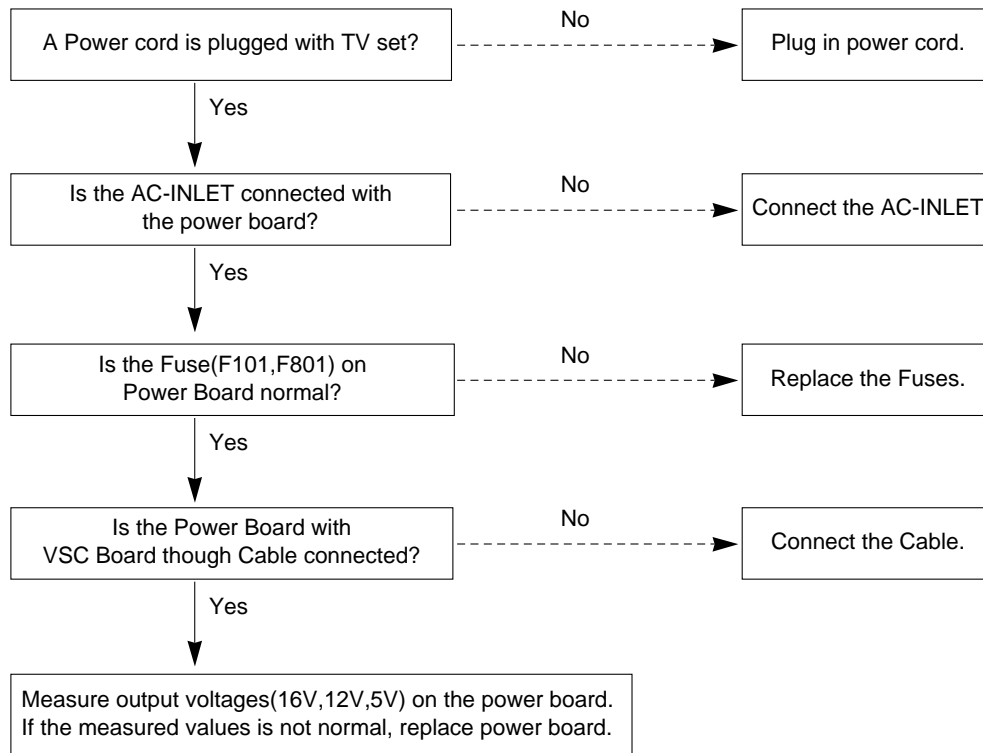 A Power cord is plugged with TV set?
No
Plug in power cord.
Yes
Is the AC-INLET connected with
the power board?
No
Connect the AC-INLET
Yes
Is the Fuse(F101,F801) on
Power Board normal?
No
Replace the Fuses.
Yes
Is the Power Board with
VSC Board though Cable connected?
No
Connect the Cable.
Yes
Measure output voltages(16V,12V,5V) on the power board.
If the measured values is not normal, replace power board.